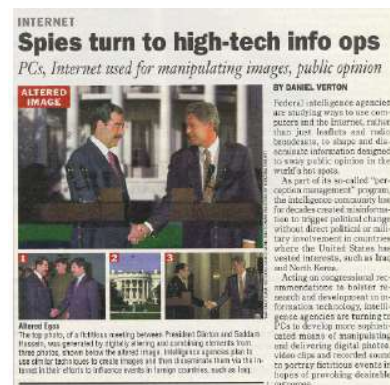 INTERNET
Spies turn to high-tech info ops
PCs, Internet used for manipulating images, public opinion
ALTERED
IMAGE
BY DANIEL VERTON
Federal intelligence agencies
are studying ways to use com-
puters and the Internet, rather
than just leaflets and radio
broadcasts, to shape and dis-
seminate information designed
to sway public opinion in the
world's hot spots.
As part of its so-called "per-
ception management" program,
the intelligence community has
for decades created misinforma-
tion to trigger political change
without direct political or mili-
tary involvement in countries
where the United States has
vested interests, such as Iraq
and North Korea.
Acting on congressional rec-
ommendations to bolster re-
search and development in in-
formation technology, intelli-
gence agencies are turning to
PCs to develop more sophisti-
cated means of manipulating
and delivering digital photos,
video clips and recorded sound
to portray fictitious events in
hopes of provoking desirable
1
2
3
Altered Egos
The top photo, of a fictitious meeting between President Clinton and Saddam
Hussein, was generated by digitally altering and combining elements from
three photos, shown below the altered image. Intelligence agencies plan to
use similar techniques to create images and then disseminate them via the In-
ternet in their efforts to influence events in foreign countries, such as Iraq.